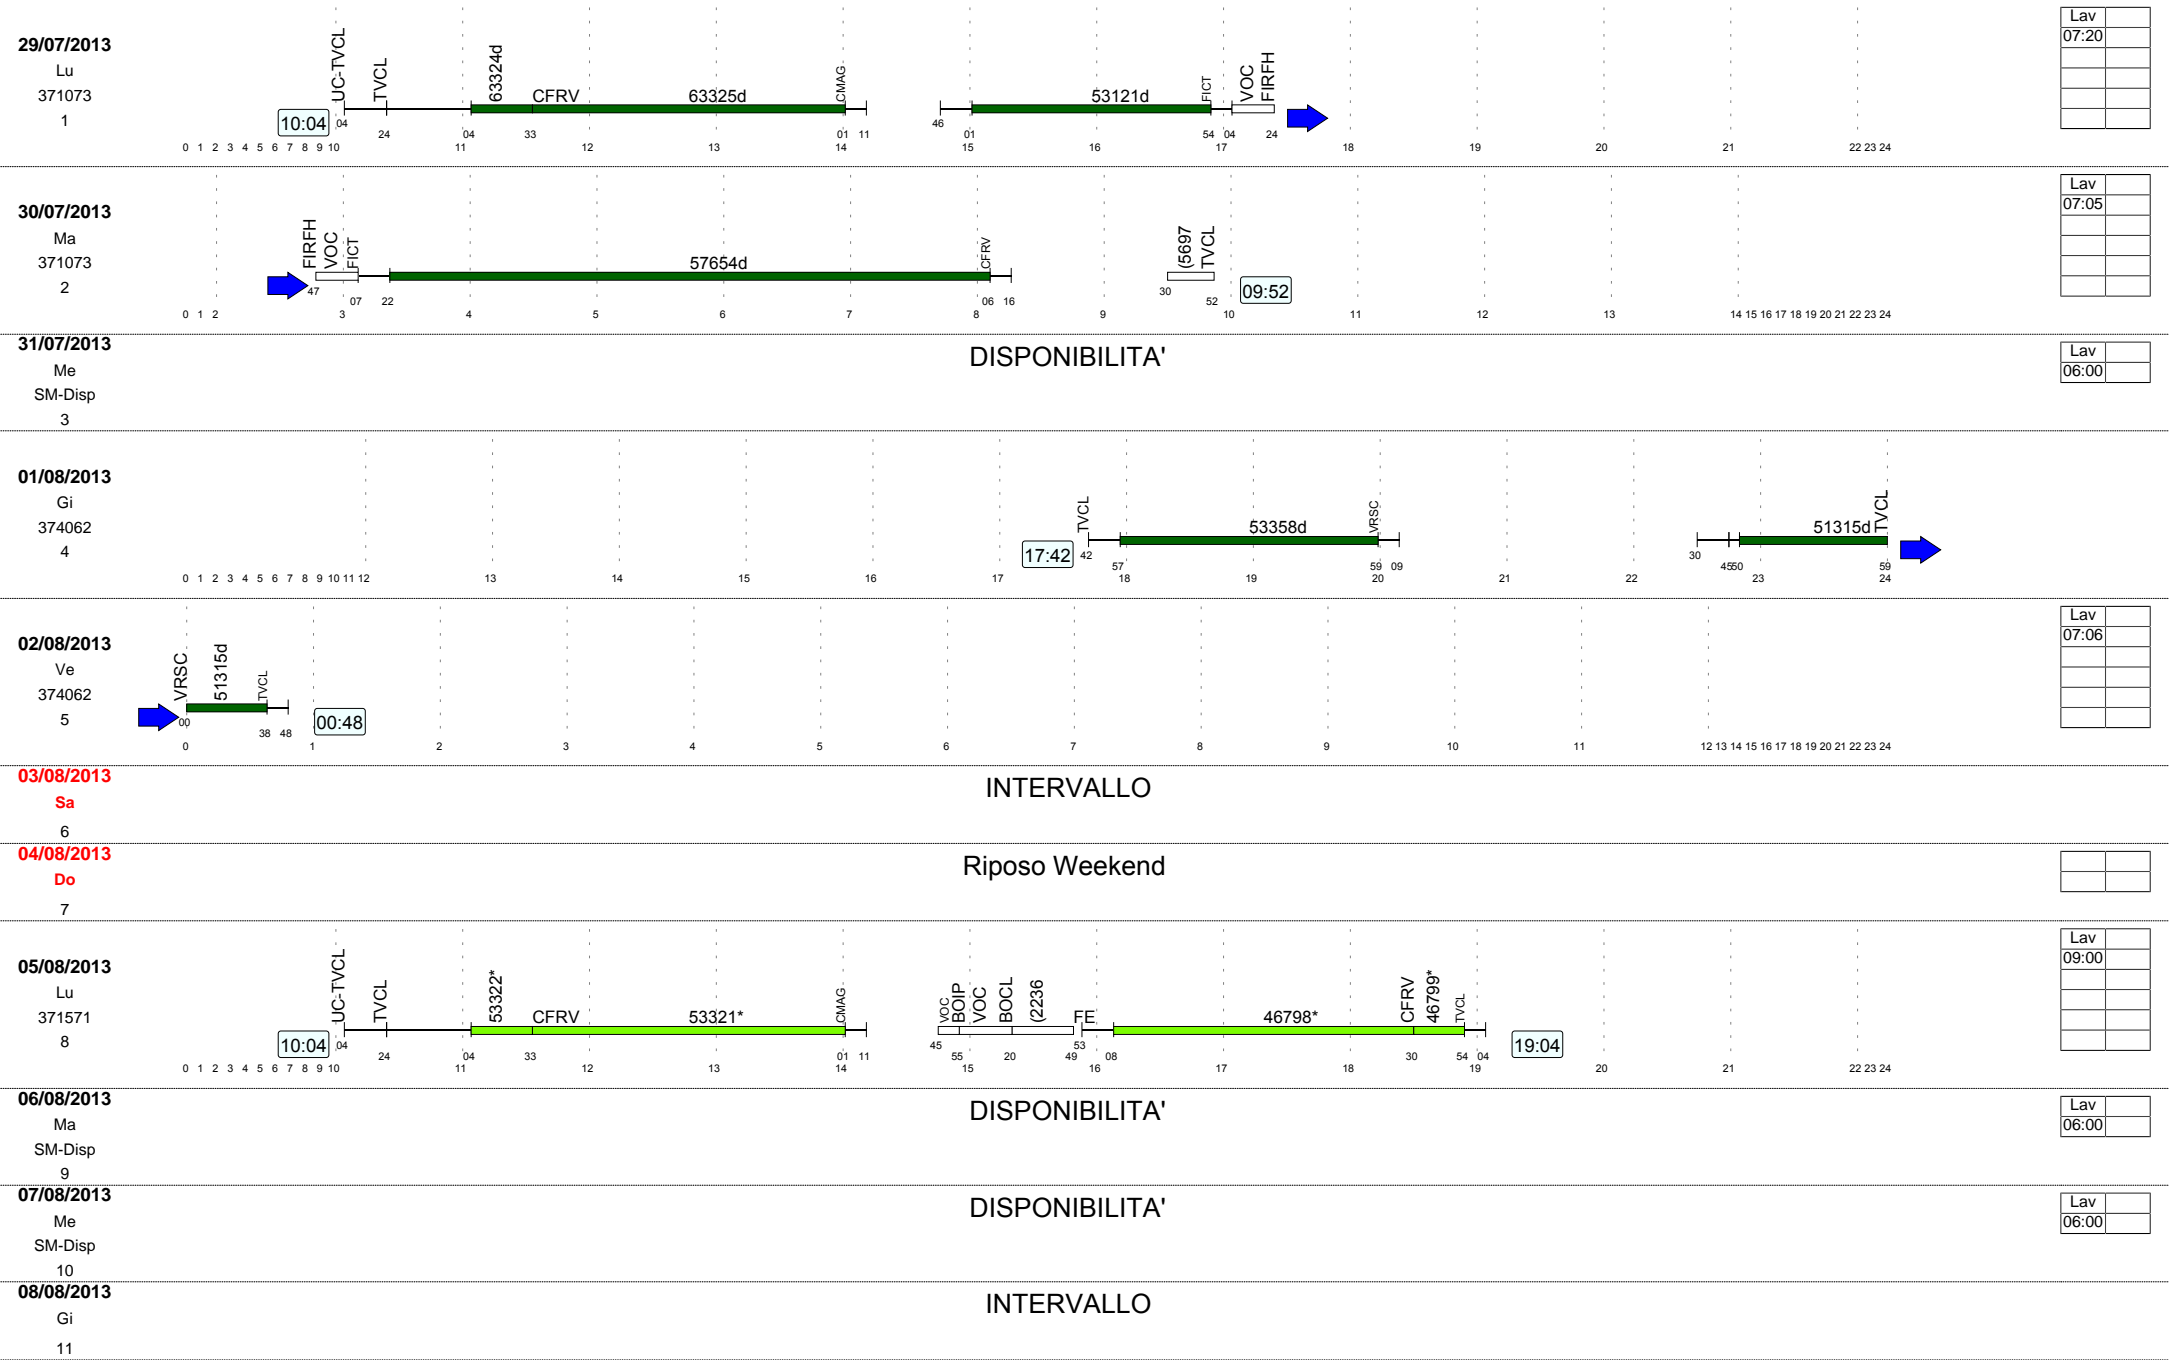 29/07/2013
Lu
371073
1
UC-TVCL TVCL 63324d CFRV 63325d CMAG 53121d FICT VOC FIRFH
10:04
04 24 04 33 01 11 46 01 54 04 24
0 1 2 3 4 5 6 7 8 9 10 11 12 13 14 15 16 17 18 19 20 21 22 23 24
Lav
07:20
30/07/2013
Ma
371073
2
FIRFH VOC FICT 57654d CFRV (5697 TVCL
47 07 22 06 16 30 52
09:52
0 1 2 3 4 5 6 7 8 9 10 11 12 13 14 15 16 17 18 19 20 21 22 23 24
Lav
07:05
31/07/2013
Me
SM-Disp
3
DISPONIBILITA'
Lav
06:00
01/08/2013
Gi
374062
4
TVCL 53358d VRSC 51315d TVCL
17:42
42 57 59 09 30 45 50 59
0 1 2 3 4 5 6 7 8 9 10 11 12 13 14 15 16 17 18 19 20 21 22 23 24
02/08/2013
Ve
374062
5
VRSC 51315d TVCL
00 38 48
00:48
0 1 2 3 4 5 6 7 8 9 10 11 12 13 14 15 16 17 18 19 20 21 22 23 24
Lav
07:06
03/08/2013
Sa
6
INTERVALLO
04/08/2013
Do
7
Riposo Weekend
05/08/2013
Lu
371571
8
UC-TVCL TVCL 53322* CFRV 53321* CMAG VOC BOIP VOC BOCL (2236 FE 46798* CFRV 46799* TVCL
10:04
04 24 04 33 01 11 45 55 20 49 53 08 30 54 04
19:04
0 1 2 3 4 5 6 7 8 9 10 11 12 13 14 15 16 17 18 19 20 21 22 23 24
Lav
09:00
06/08/2013
Ma
SM-Disp
9
DISPONIBILITA'
Lav
06:00
07/08/2013
Me
SM-Disp
10
DISPONIBILITA'
Lav
06:00
08/08/2013
Gi
11
INTERVALLO